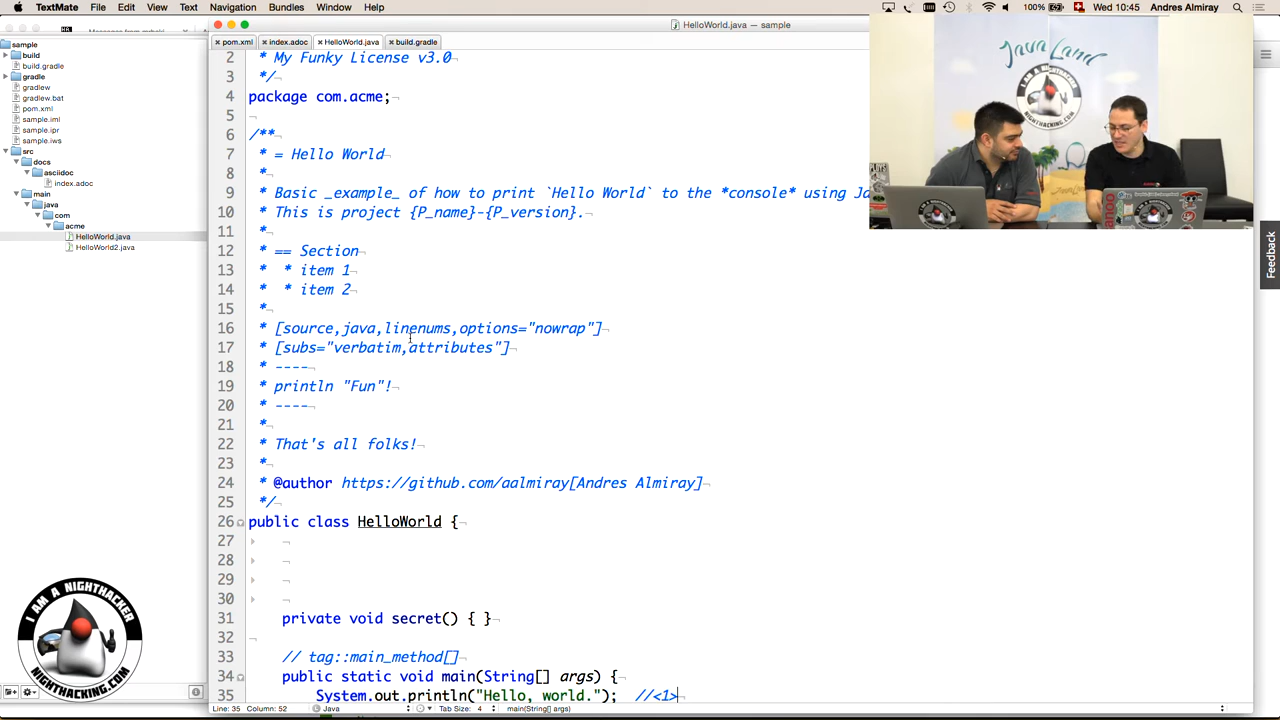 TextMate File Edit View Text Navigation Bundles Window Help
100% Wed 10:45 Andres Almiray
HelloWorld.java — sample
pom.xml index.adoc HelloWorld.java build.gradle
sample
build
build.gradle
gradle
gradlew
gradlew.bat
pom.xml
sample.iml
sample.ipr
sample.iws
src
docs
asciidoc
index.adoc
main
java
com
acme
HelloWorld.java
HelloWorld2.java
2 * My Funky License v3.0
3 */
4 package com.acme;
5
6 /**
7 * = Hello World
8 *
9 * Basic _example_ of how to print `Hello World` to the *console* using Ja
10 * This is project {P_name}-{P_version}.
11 *
12 * == Section
13 * * item 1
14 * * item 2
15 *
16 * [source,java,linenums,options="nowrap"]
17 * [subs="verbatim,attributes"]
18 * ----
19 * println "Fun"!
20 * ----
21 *
22 * That's all folks!
23 *
24 * @author https://github.com/aalmiray[Andres Almiray]
25 */
26 public class HelloWorld {
27
28
29
30
31 private void secret() { }
32
33 // tag::main_method[]
34 public static void main(String[] args) {
35 System.out.println("Hello, world."); //<1>
Line: 35 Column: 52 Java Tab Size: 4 main(String[] args)
Java Land
I AM A NIGHTHACKER
NIGHTHACKING.COM
Feedback
I AM A NIGHTHACKER
NIGHTHACKING.COM